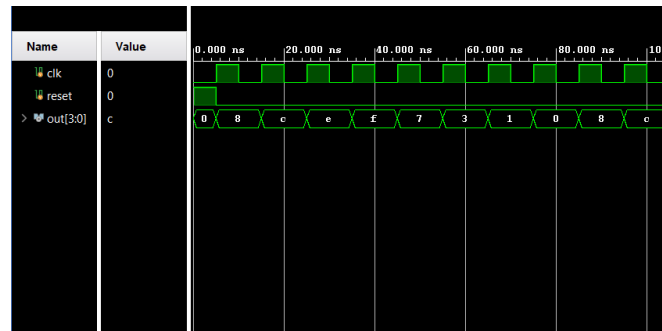 Name Value 0.000 ns 20.000 ns 40.000 ns 60.000 ns 80.000 ns 10
clk 0
reset 0
out[3:0] c 0 8 c e f 7 3 1 0 8 c